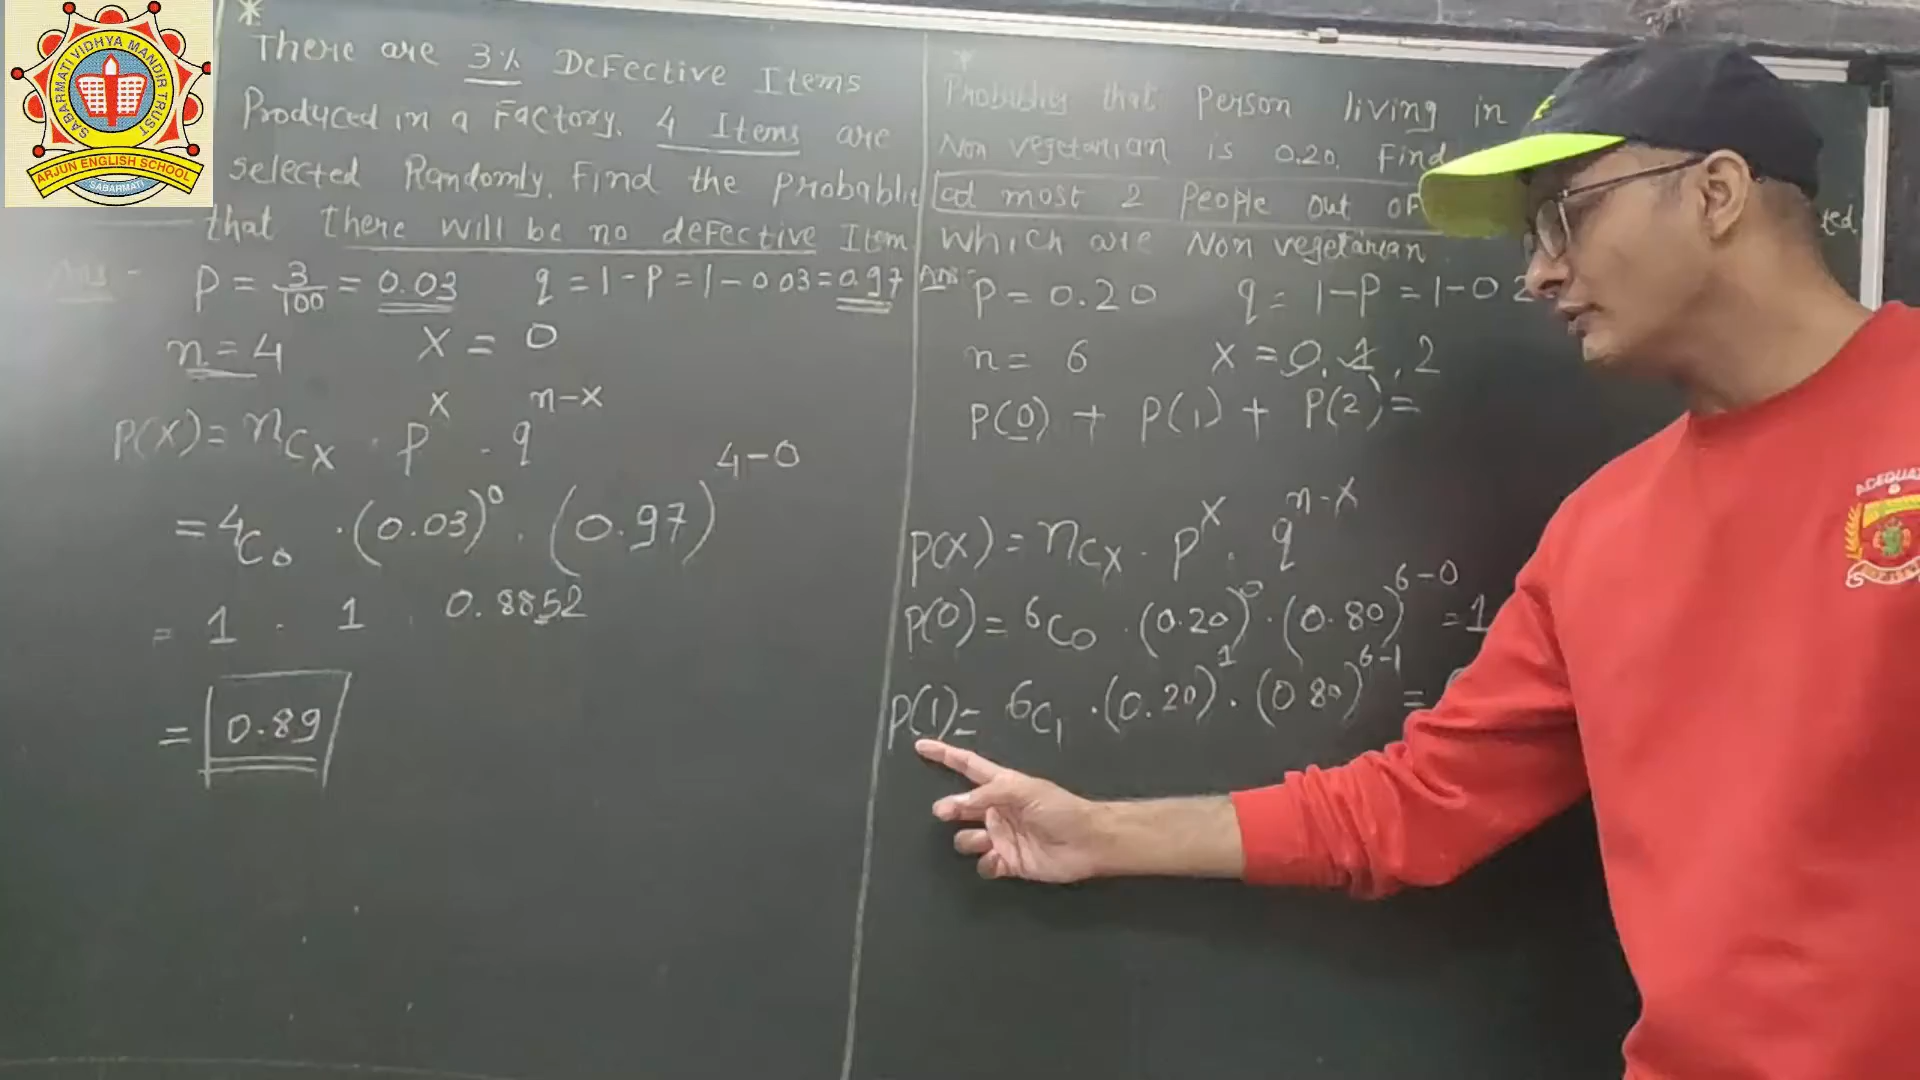 SABARMATI VIDHYA MANDIR TRUST
ARJUN ENGLISH SCHOOL
SABARMATI
*
There are 3% Defective Items
Produced in a Factory. 4 Items are
selected Randomly. Find the Probablit
that there will be no defective Item
Ans -
P = 3/100 = 0.03 q = 1 - P = 1 - 0.03 = 0.97
n = 4 X = 0
P(X) = nCx . p^x . q^n-x
= 4C0 . (0.03)^0 . (0.97)^4-0
= 1 . 1 . 0.8852
= 0.89
*
that Person living in
Non vegetarian is 0.20. Find
ad most 2 People out of
ted
Which are Non vegetarian
Ans -
P = 0.20 q = 1 - P = 1 - 0 2
n = 6 X = 0, 1, 2
P(0) + P(1) + P(2) =
P(X) = nCx . p^x . q^n-x
P(0) = 6C0 . (0.20)^0 . (0.80)^6-0 = 1
P(1) = 6C1 . (0.20)^1 . (0 80)^6-1 =